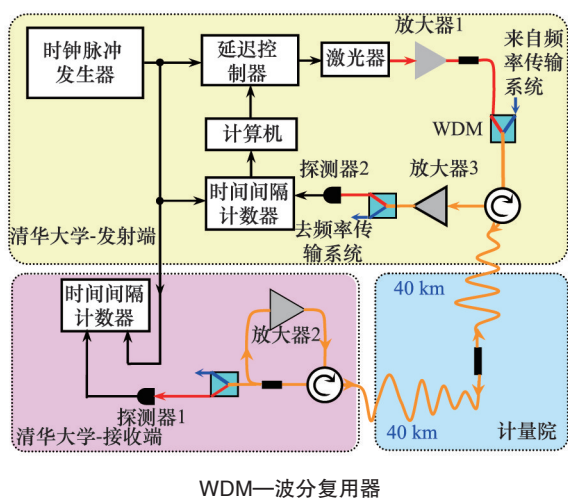 时钟脉冲
发生器
延迟控
制器
激光器
放大器1
来自频
率传输
系统
WDM
计算机
探测器2
放大器3
时间间隔
计数器
去频率传
输系统
清华大学-发射端
时间间隔
计数器
放大器2
探测器1
清华大学-接收端
40 km
40 km
计量院
WDM—波分复用器